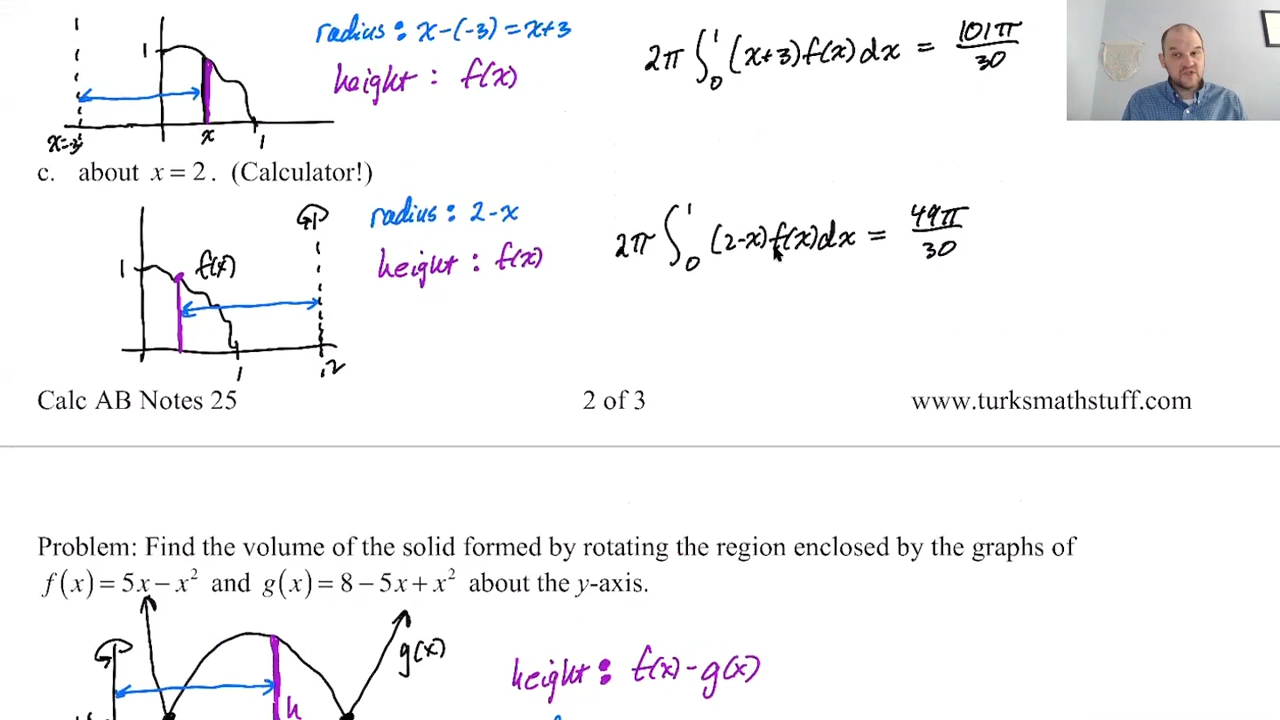 radius: x-(-3)=x+3
2π ∫₀¹ (x+3)f(x)dx = 101π/30
1
height: f(x)
x=-3
x
1
c. about x = 2. (Calculator!)
radius: 2-x
2π ∫₀¹ (2-x)f(x)dx = 49π/30
1
f(x)
height: f(x)
1
2
Calc AB Notes 25
2 of 3
www.turksmathstuff.com
Problem: Find the volume of the solid formed by rotating the region enclosed by the graphs of
f(x) = 5x − x² and g(x) = 8 − 5x + x² about the y-axis.
g(x)
height: f(x)-g(x)
h